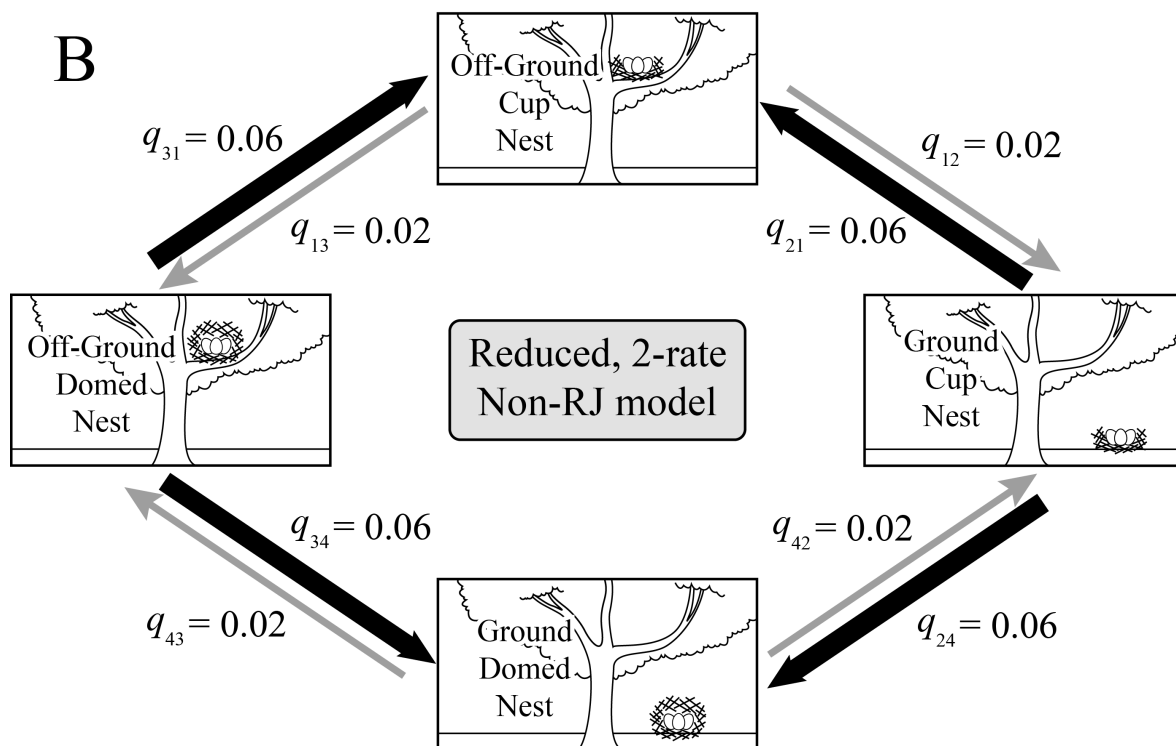 B
Off-Ground
Cup
Nest
q31 = 0.06
q12 = 0.02
q13 = 0.02
q21 = 0.06
Off-Ground
Domed
Nest
Reduced, 2-rate
Non-RJ model
Ground
Cup
Nest
q34 = 0.06
q42 = 0.02
q43 = 0.02
q24 = 0.06
Ground
Domed
Nest